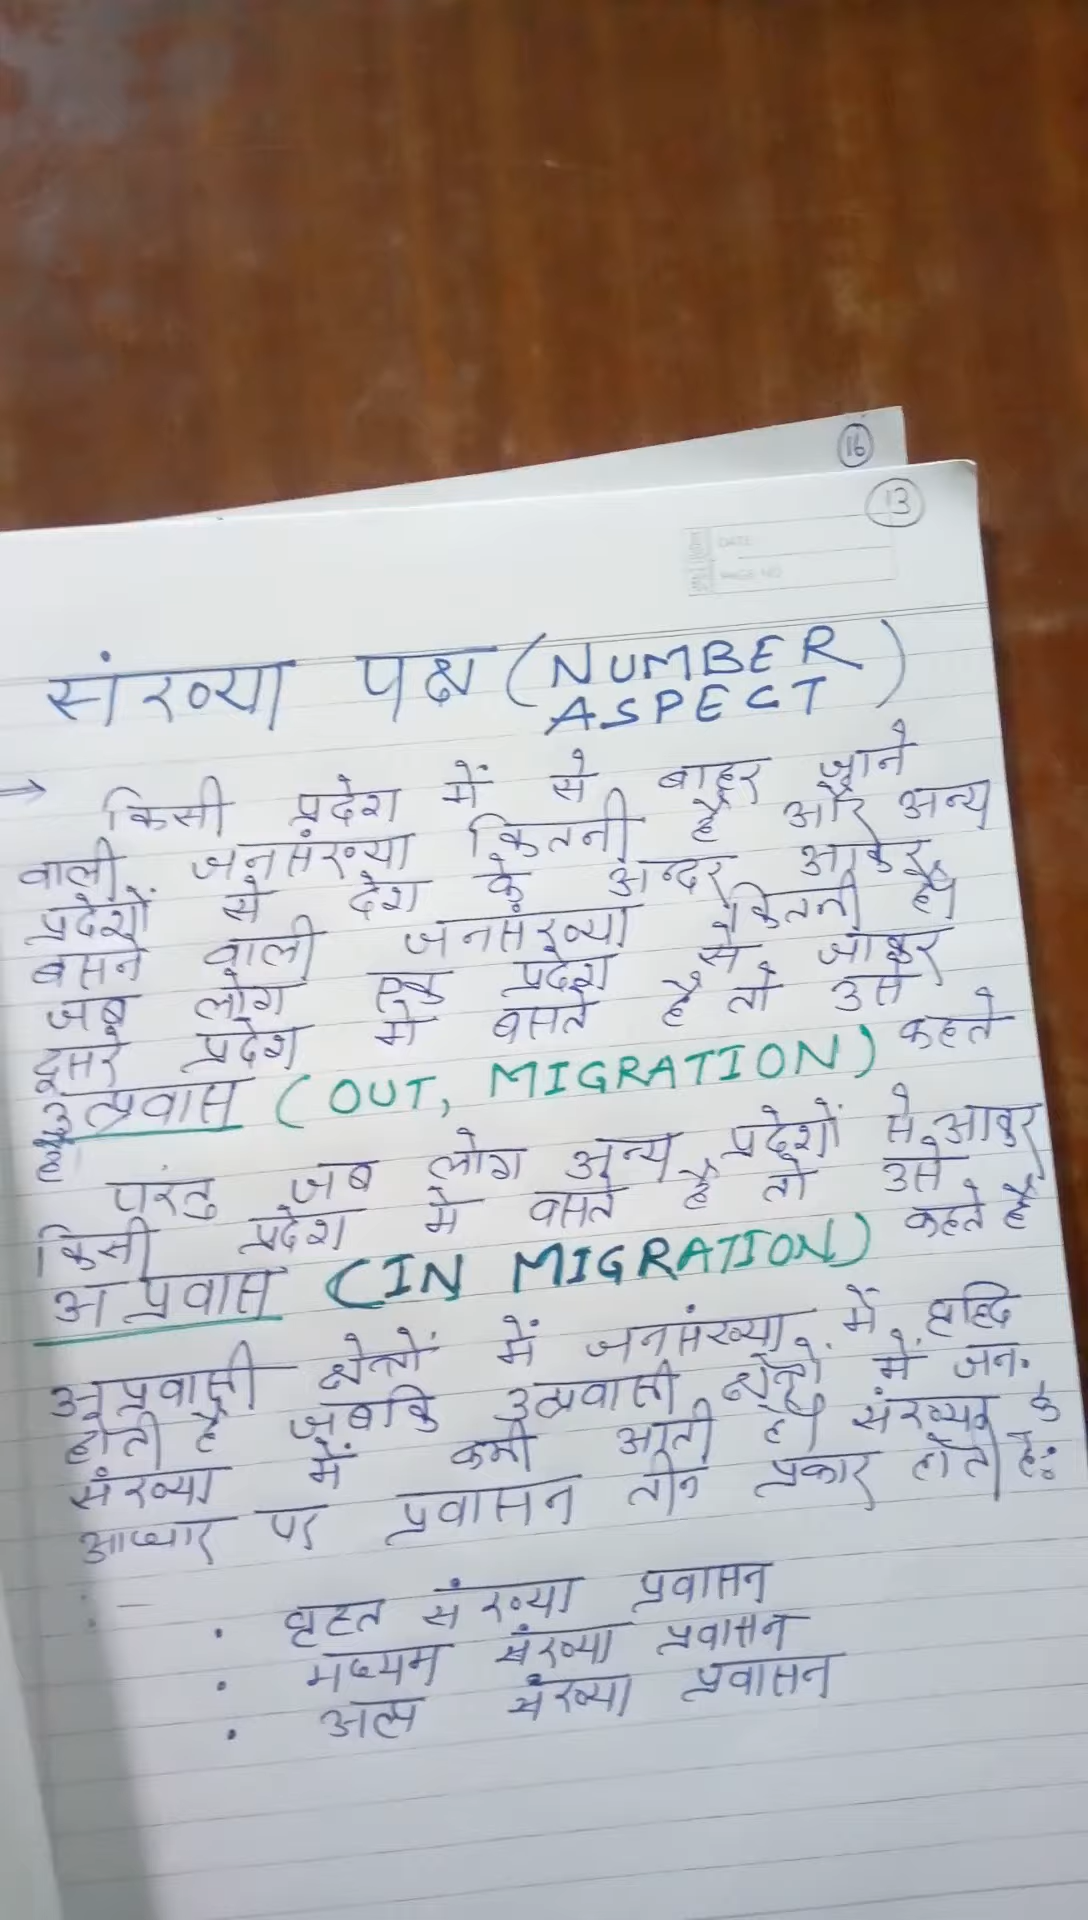 16
13
DATE
PAGE NO
संख्या पक्ष (NUMBER
ASPECT)
→ किसी प्रदेश में से बाहर जाने
वाली जनसंख्या कितनी है और अन्य
प्रदेशों से देश के अन्दर आकर
बसने वाली जनसंख्या कितनी है।
जब लोग एक प्रदेश से जाकर
दूसरे प्रदेश में बसते है तो उसे
उत्प्रवास (OUT, MIGRATION) कहते
है
परंतु जब लोग अन्य प्रदेशों से आकर
किसी प्रदेश में वसते है तो उसे
अप्रवास (IN MIGRATION) कहते है
अप्रवासी क्षेत्रों में जनसंख्या में वृद्धि
होती है जबकि उत्प्रवासी क्षेत्रों में जन-
संख्या में कमी आती है। के
आधार पर प्रवासन तीन प्रकार होती है:
:-
• वृहत संख्या प्रवासन
• मध्यम संख्या प्रवासन
• अल्प संख्या प्रवासन